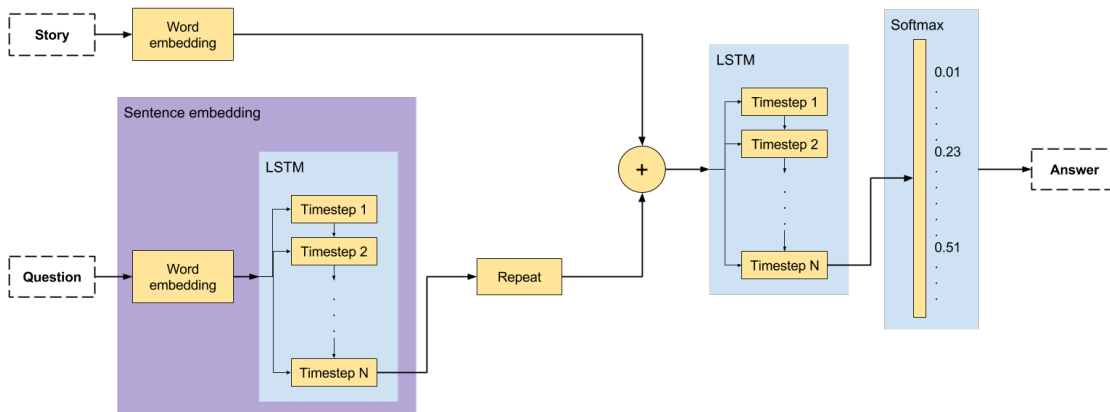 Story
Word
embedding
Sentence embedding
LSTM
Timestep 1
Timestep 2
.
.
.
.
Timestep N
Question
Word
embedding
Repeat
+
LSTM
Timestep 1
Timestep 2
.
.
.
.
Timestep N
Softmax
0.01
.
.
.
.
0.23
.
.
.
.
.
0.51
.
.
.
Answer